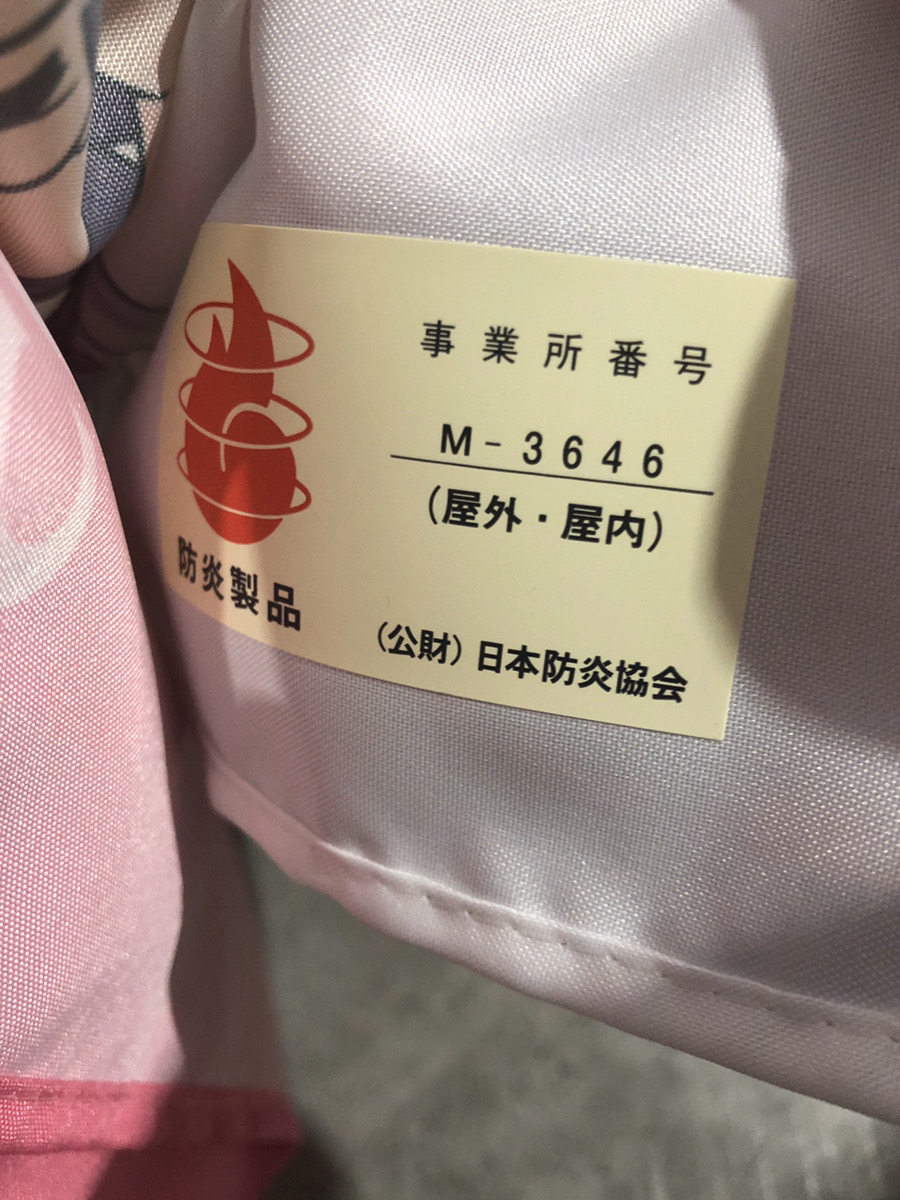 事業所番号
M-3646
(屋外・屋内)
防炎製品
(公財)日本防炎協会